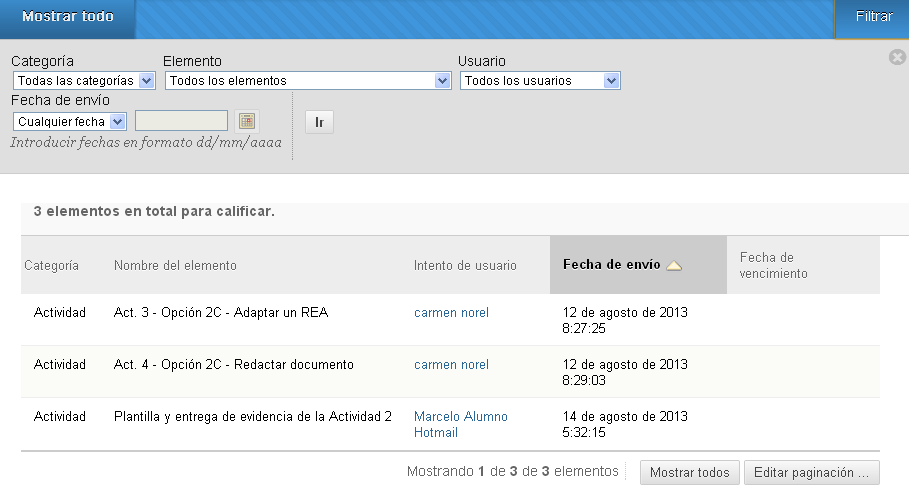 Mostrar todo
Filtrar
Categoría Elemento Usuario
Todas las categorías Todos los elementos Todos los usuarios
Fecha de envío
Cualquier fecha Ir
Introducir fechas en formato dd/mm/aaaa
3 elementos en total para calificar.
Categoría Nombre del elemento Intento de usuario Fecha de envío Fecha de
vencimiento
Actividad Act. 3 - Opción 2C - Adaptar un REA carmen norel 12 de agosto de 2013
8:27:25
Actividad Act. 4 - Opción 2C - Redactar documento carmen norel 12 de agosto de 2013
8:29:03
Actividad Plantilla y entrega de evidencia de la Actividad 2 Marcelo Alumno 14 de agosto de 2013
Hotmail 5:32:15
Mostrando 1 de 3 de 3 elementos Mostrar todos Editar paginación ...